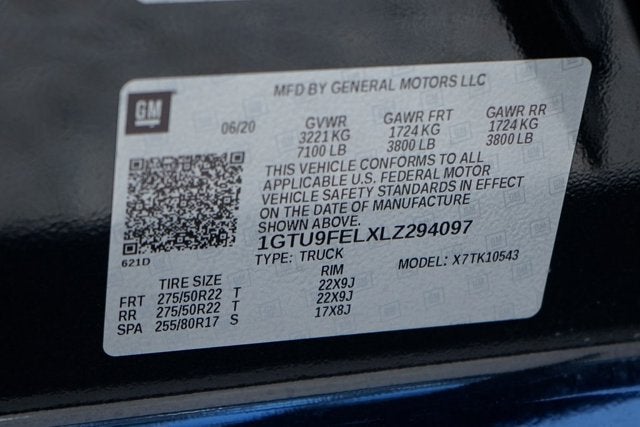 MFD BY GENERAL MOTORS LLC
GM
06/20
GVWR GAWR FRT GAWR RR
3221 KG 1724 KG 1724 KG
7100 LB 3800 LB 3800 LB
THIS VEHICLE CONFORMS TO ALL
APPLICABLE U.S. FEDERAL MOTOR
VEHICLE SAFETY STANDARDS IN EFFECT
ON THE DATE OF MANUFACTURE
SHOWN ABOVE.
1GTU9FELXLZ294097
621D
TYPE: TRUCK MODEL: X7TK10543
TIRE SIZE RIM
FRT 275/50R22 T 22X9J
RR 275/50R22 T 22X9J
SPA 255/80R17 S 17X8J